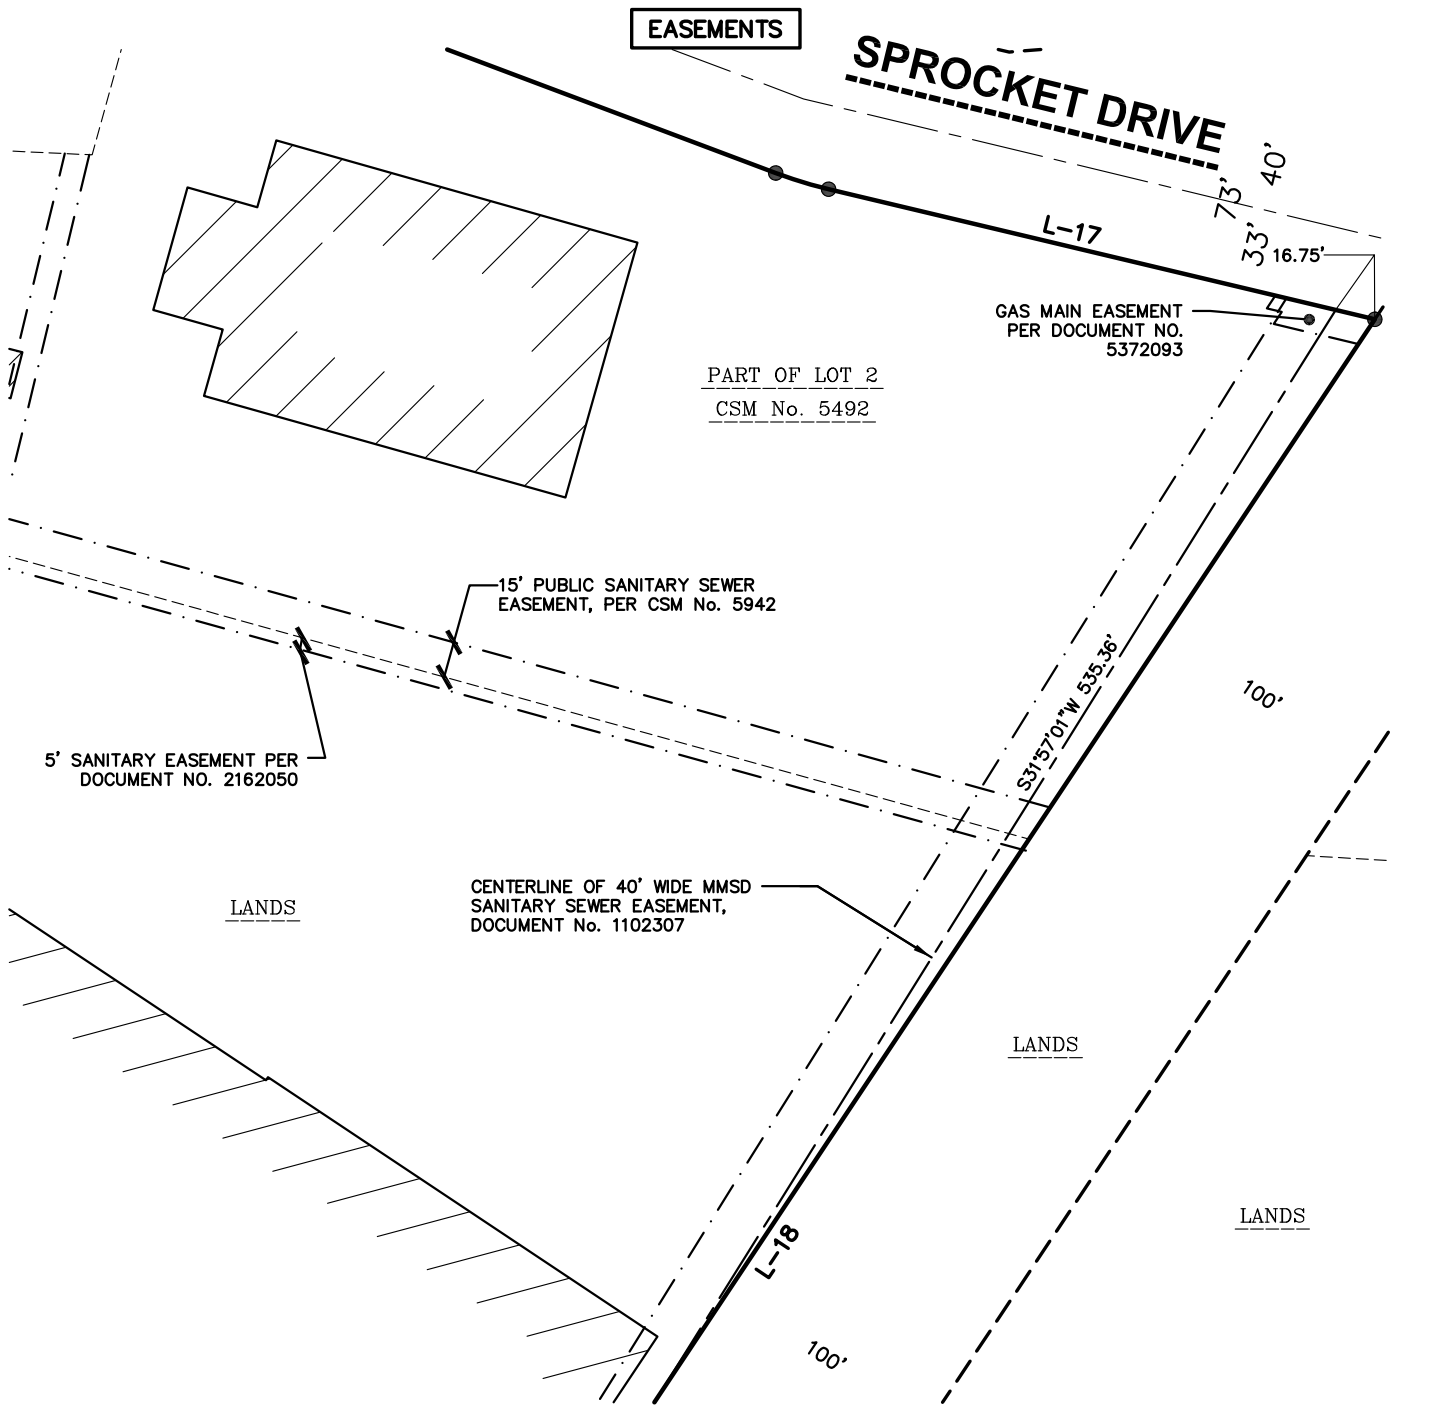 EASEMENTS
SPROCKET DRIVE
40'
73'
33'
L-17
16.75'
GAS MAIN EASEMENT
PER DOCUMENT NO.
5372093
PART OF LOT 2
CSM No. 5492
15' PUBLIC SANITARY SEWER
EASEMENT, PER CSM No. 5942
S31°57'01"W 535.36'
100'
5' SANITARY EASEMENT PER
DOCUMENT NO. 2162050
CENTERLINE OF 40' WIDE MMSD
SANITARY SEWER EASEMENT,
DOCUMENT No. 1102307
LANDS
LANDS
LANDS
L-18
100'